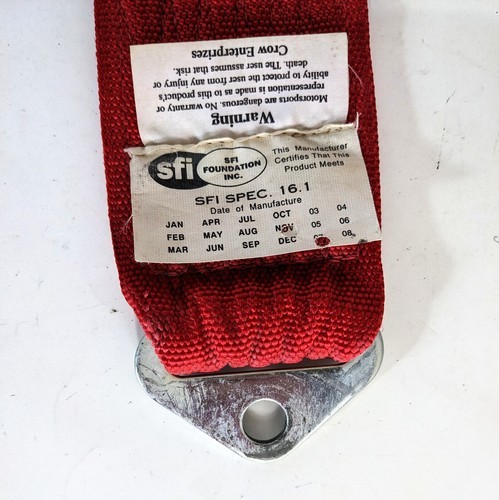 Warning
Motorsports are dangerous. No warranty or
representation is made as to this product's
ability to protect the user from any injury or
death. The user assumes that risk.
Crow Enterprizes
sfi
SFI
FOUNDATION
INC.
This Manufacturer
Certifies That This
Product Meets
SFI SPEC. 16.1
Date of Manufacture
JAN APR JUL OCT 03 04
FEB MAY AUG NOV 05 06
MAR JUN SEP DEC 08